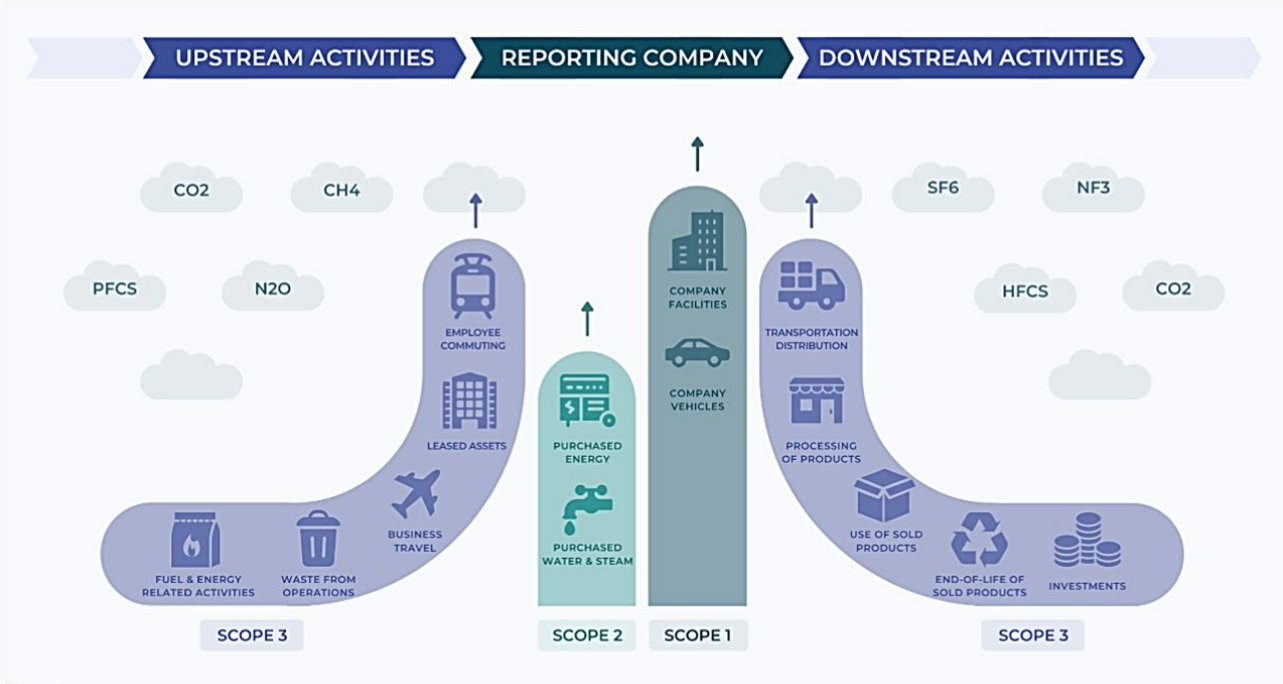 UPSTREAM ACTIVITIES
REPORTING COMPANY
DOWNSTREAM ACTIVITIES
CO2
CH4
SF6
NF3
PFCS
N2O
HFCS
CO2
EMPLOYEE
COMMUTING
LEASED ASSETS
BUSINESS
TRAVEL
WASTE FROM
OPERATIONS
FUEL & ENERGY
RELATED ACTIVITIES
PURCHASED
ENERGY
PURCHASED
WATER & STEAM
COMPANY
FACILITIES
COMPANY
VEHICLES
TRANSPORTATION
DISTRIBUTION
PROCESSING
OF PRODUCTS
USE OF SOLD
PRODUCTS
END-OF-LIFE OF
SOLD PRODUCTS
INVESTMENTS
SCOPE 3
SCOPE 2
SCOPE 1
SCOPE 3